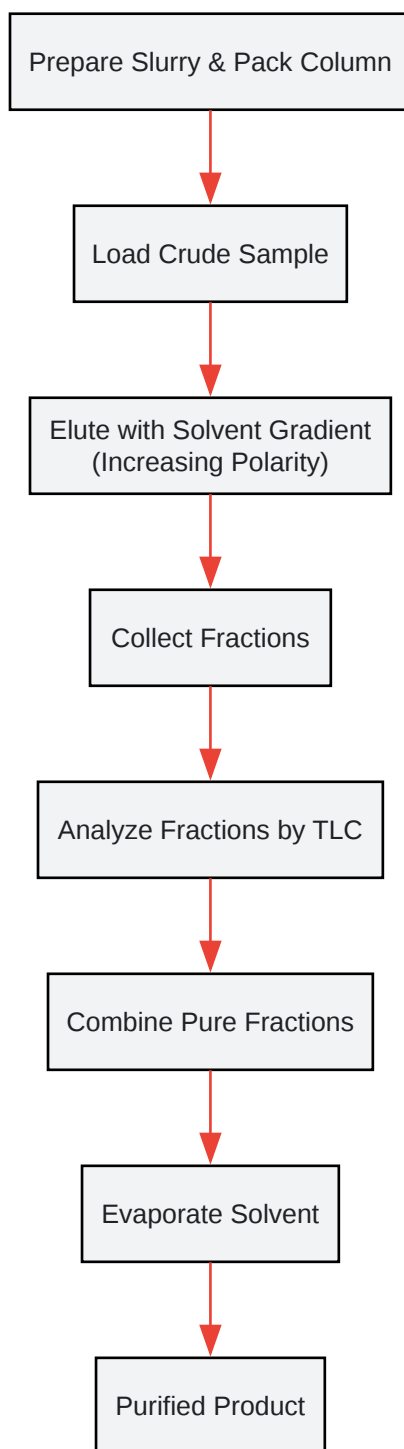 Prepare Slurry & Pack Column
Load Crude Sample
Elute with Solvent Gradient
(Increasing Polarity)
Collect Fractions
Analyze Fractions by TLC
Combine Pure Fractions
Evaporate Solvent
Purified Product